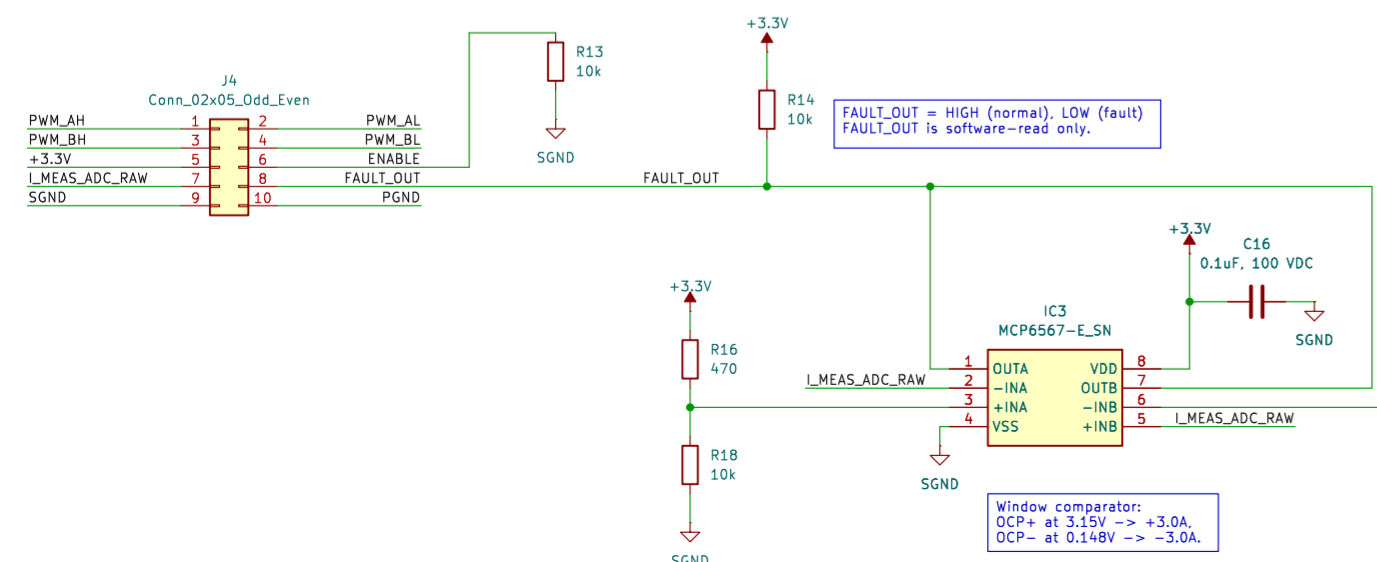 +3.3V
R13
10k
SGND
J4
Conn_02x05_Odd_Even
PWM_AH 1 2 PWM_AL
PWM_BH 3 4 PWM_BL
+3.3V 5 6 ENABLE
I_MEAS_ADC_RAW 7 8 FAULT_OUT
SGND 9 10 PGND
R14
10k
FAULT_OUT = HIGH (normal), LOW (fault)
FAULT_OUT is software-read only.
FAULT_OUT
+3.3V
C16
0.1uF, 100 VDC
SGND
+3.3V
R16
470
R18
10k
SGND
IC3
MCP6567-E_SN
1 OUTA VDD 8
I_MEAS_ADC_RAW 2 -INA OUTB 7
3 +INA -INB 6
4 VSS +INB 5 I_MEAS_ADC_RAW
SGND
Window comparator:
OCP+ at 3.15V -> +3.0A,
OCP- at 0.148V -> -3.0A.